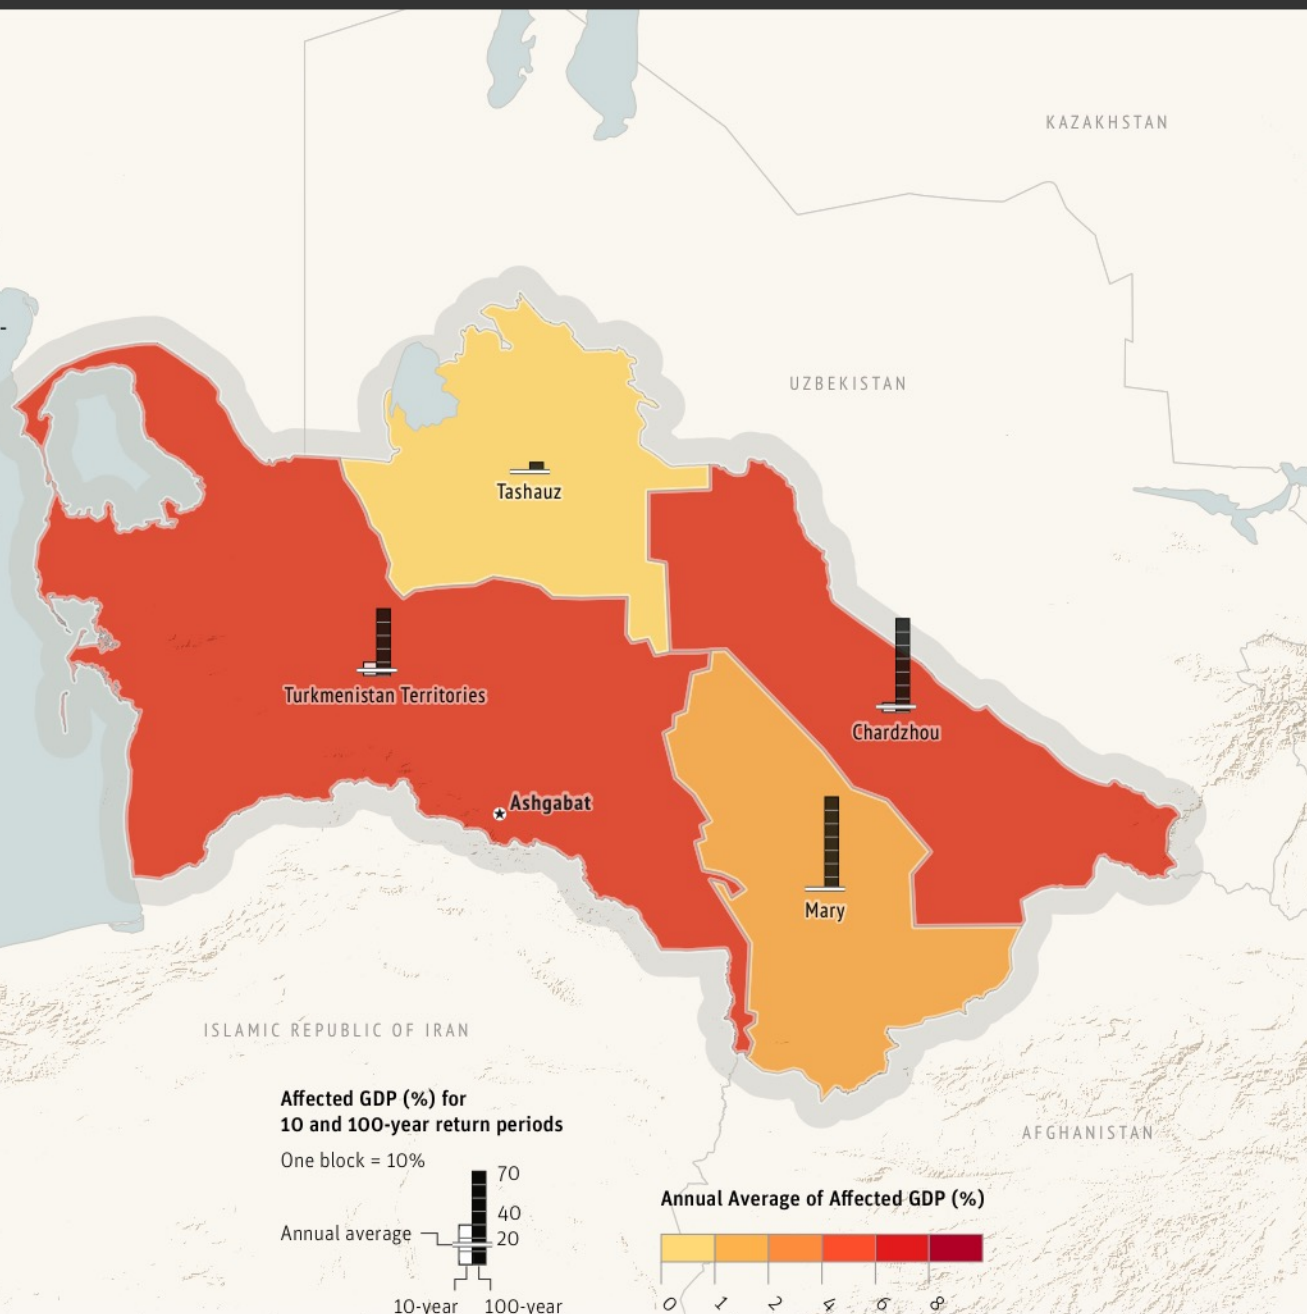 KAZAKHSTAN
UZBEKISTAN
Tashauz
Turkmenistan Territories
Chardzhou
Ashgabat
Mary
ISLAMIC REPUBLIC OF IRAN
AFGHANISTAN
Affected GDP (%) for
10 and 100-year return periods
One block = 10%
70
40
20
Annual average
10-year 100-year
Annual Average of Affected GDP (%)
0 1 2 4 6 8